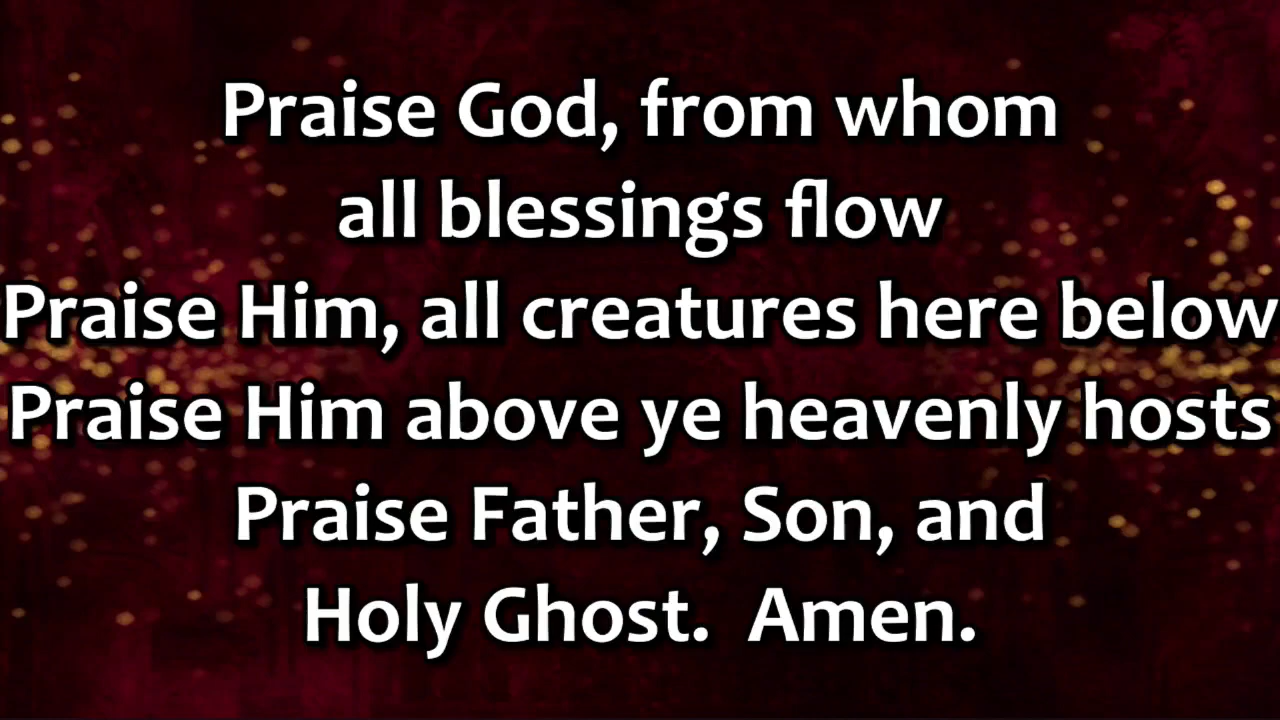 Praise God, from whom
all blessings flow
Praise Him, all creatures here below
Praise Him above ye heavenly hosts
Praise Father, Son, and
Holy Ghost.  Amen.